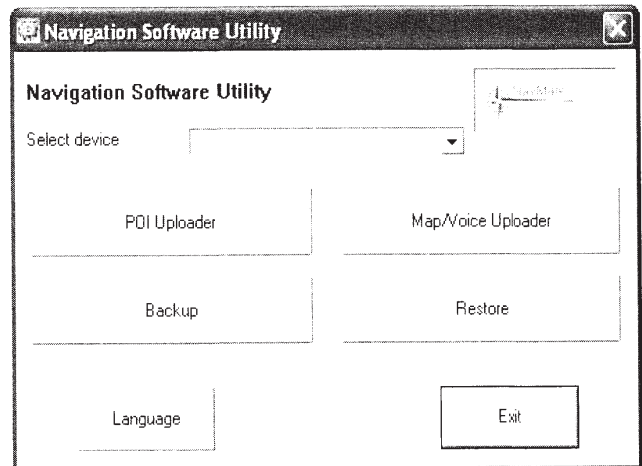 Navigation Software Utility
Navigation Software Utility
Select device
POI Uploader
Map/Voice Uploader
Backup
Restore
Language
Exit